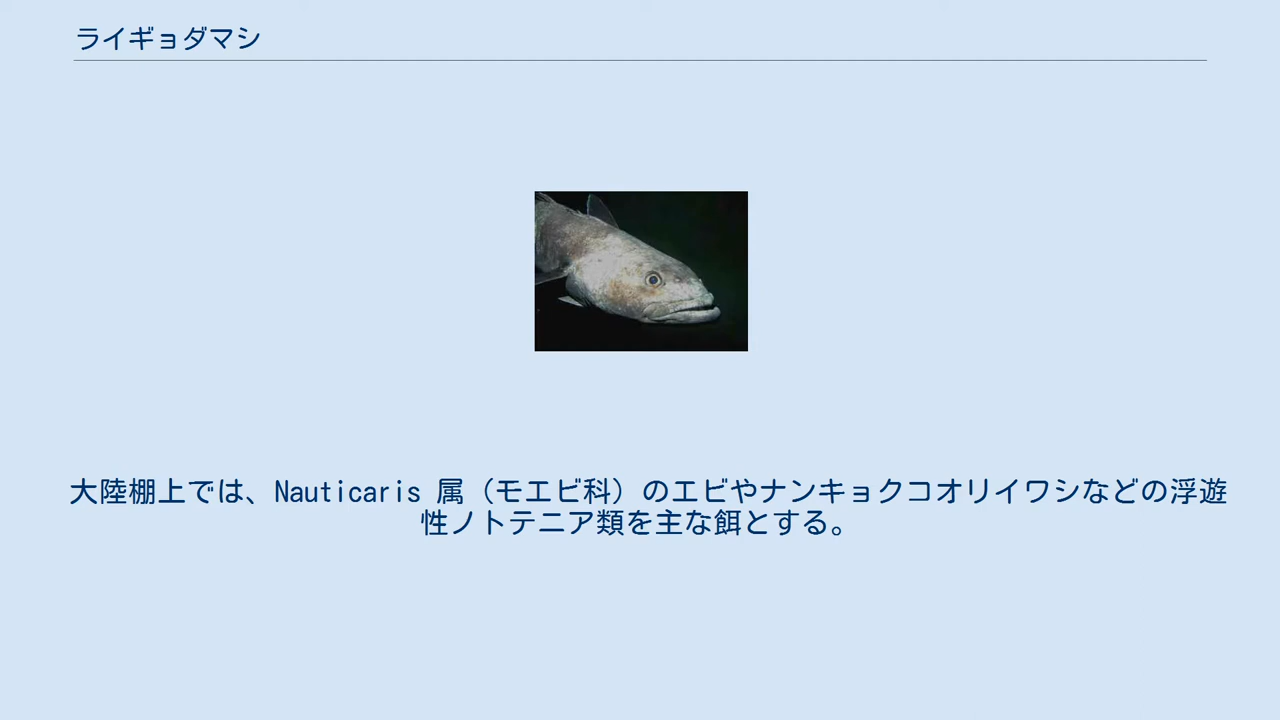 ライギョダマシ
大陸棚上では、Nauticaris 属（モエビ科）のエビやナンキョクコオリイワシなどの浮遊
性ノトテニア類を主な餌とする。